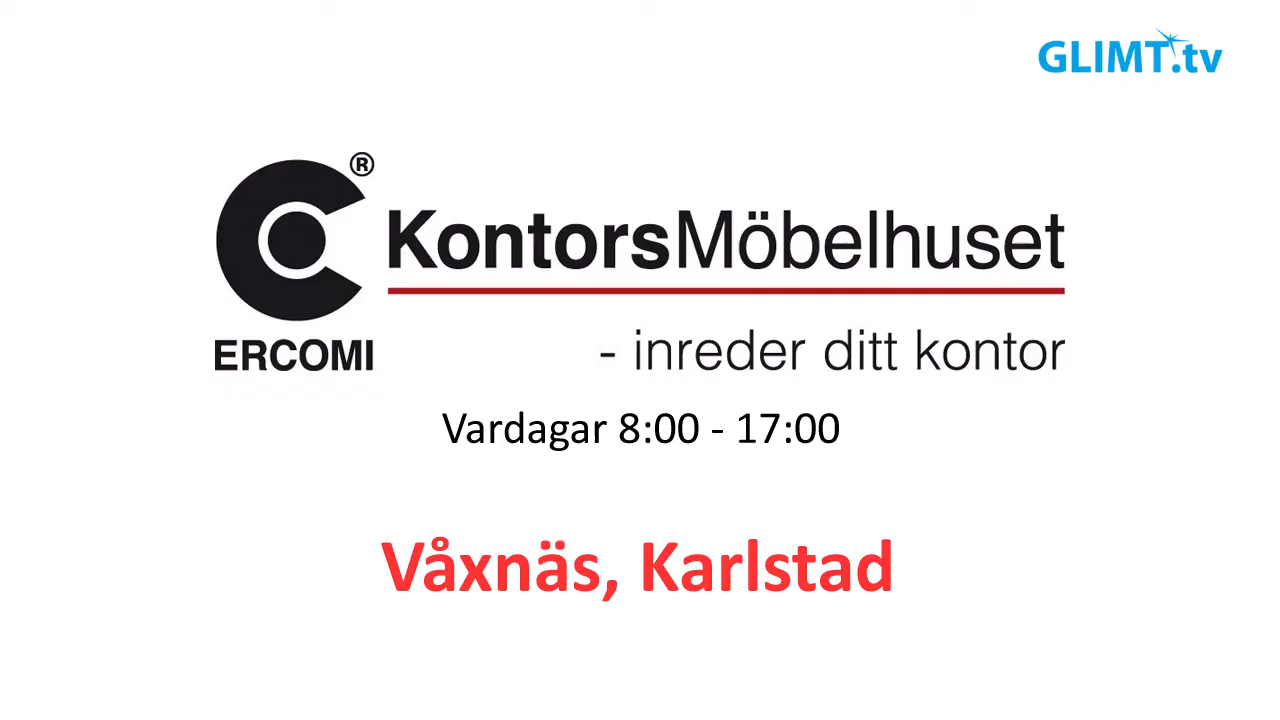 GLIMT.tv
®
KontorsMöbelhuset
ERCOMI
- inreder ditt kontor
Vardagar 8:00 - 17:00
Våxnäs, Karlstad